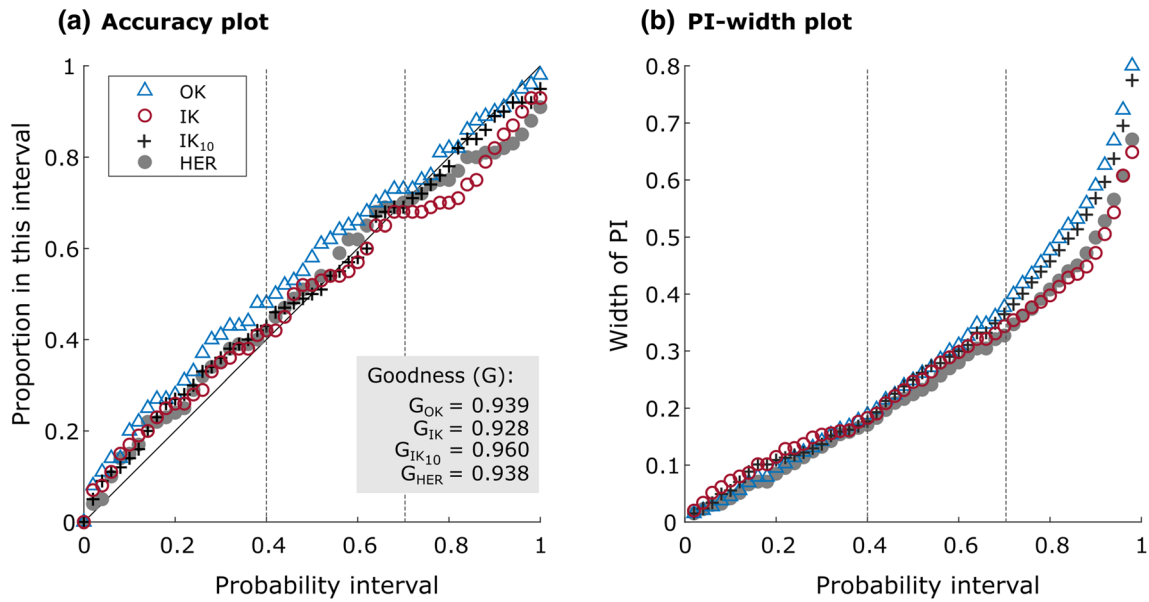 (a) Accuracy plot
Proportion in this interval
1
0.8
0.6
0.4
0.2
0
OK
IK
IK10
HER
Goodness (G):
GOK = 0.939
GIK = 0.928
GIK10 = 0.960
GHER = 0.938
0 0.2 0.4 0.6 0.8 1
Probability interval
(b) PI-width plot
Width of PI
0.8
0.7
0.6
0.5
0.4
0.3
0.2
0.1
0
0 0.2 0.4 0.6 0.8 1
Probability interval